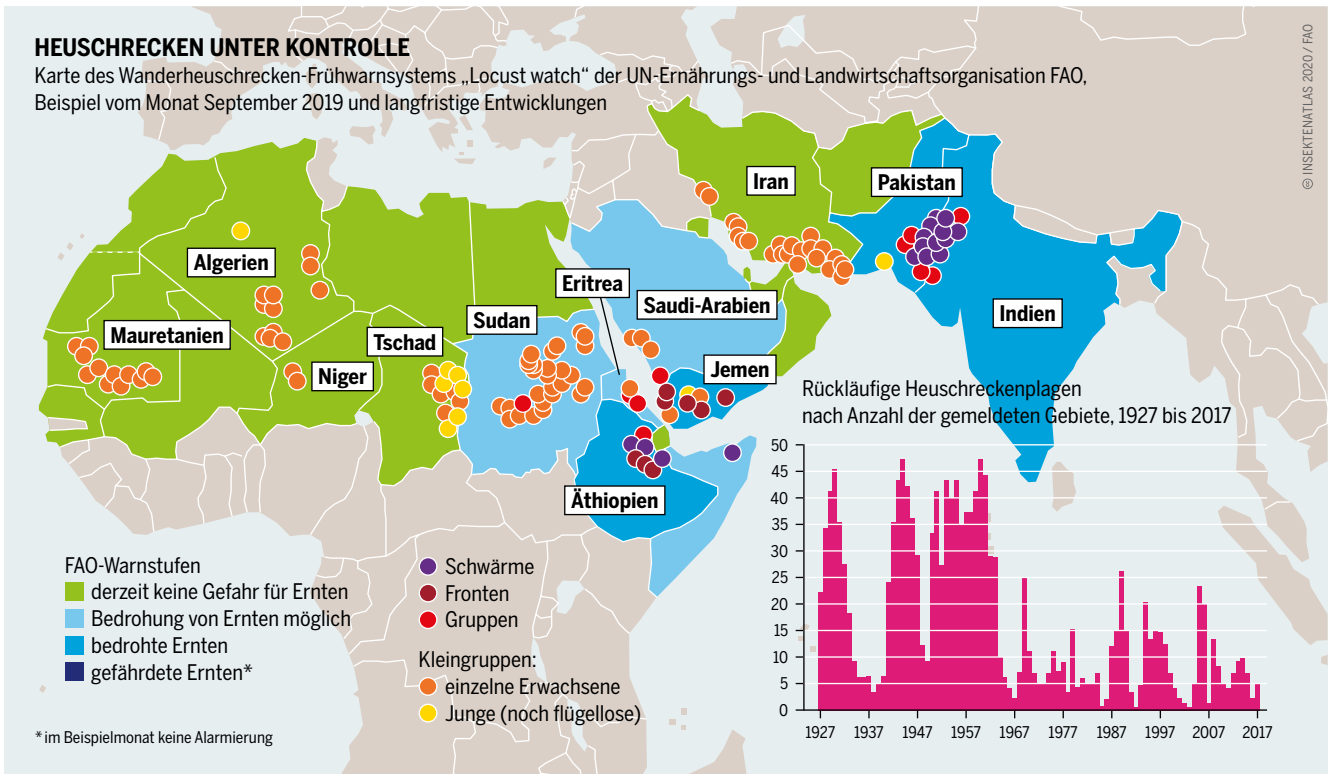 HEUSCHRECKEN UNTER KONTROLLE
Karte des Wanderheuschrecken-Frühwarnsystems „Locust watch“ der UN-Ernährungs- und Landwirtschaftsorganisation FAO,
Beispiel vom Monat September 2019 und langfristige Entwicklungen
© INSEKTENATLAS 2020 / FAO
Iran
Pakistan
Algerien
Eritrea
Saudi-Arabien
Indien
Mauretanien
Tschad
Sudan
Niger
Jemen
Äthiopien
Rückläufige Heuschreckenplagen
nach Anzahl der gemeldeten Gebiete, 1927 bis 2017
50
45
40
35
30
25
20
15
10
5
0
1927 1937 1947 1957 1967 1977 1987 1997 2007 2017
FAO-Warnstufen
derzeit keine Gefahr für Ernten
Bedrohung von Ernten möglich
bedrohte Ernten
gefährdete Ernten*
Schwärme
Fronten
Gruppen
Kleingruppen:
einzelne Erwachsene
Junge (noch flügellose)
* im Beispielmonat keine Alarmierung